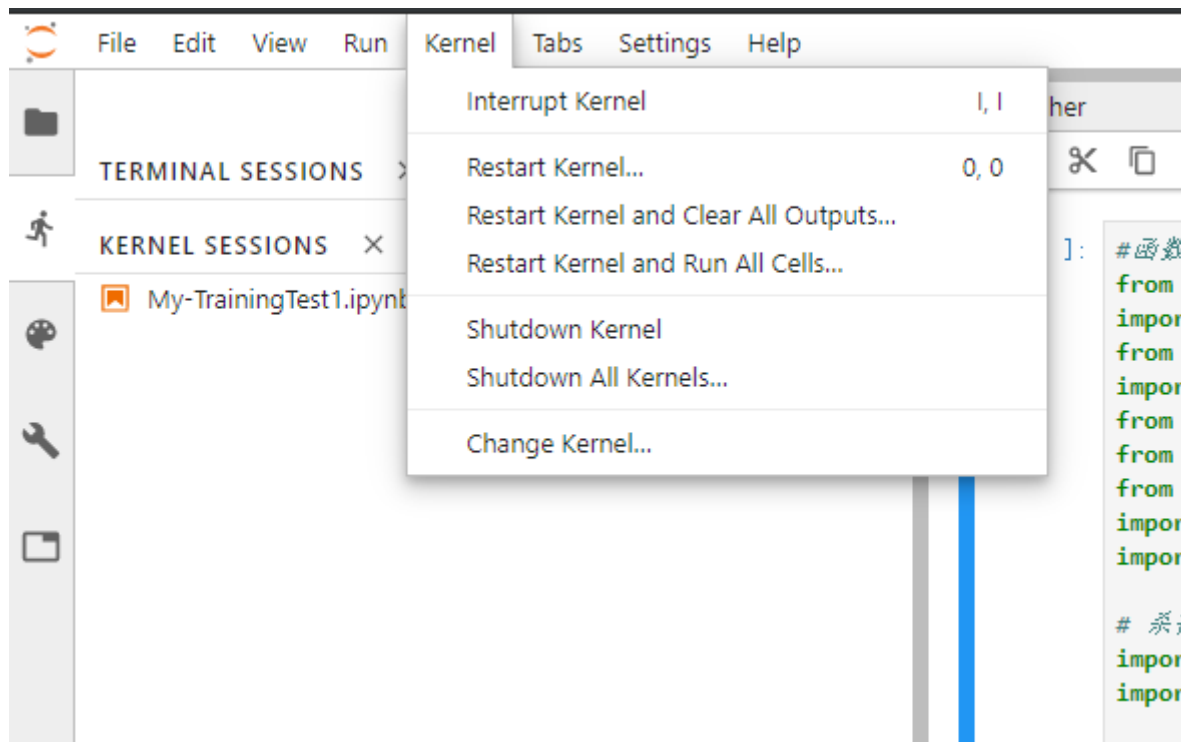 File Edit View Run Kernel Tabs Settings Help
Interrupt Kernel I, I
her
TERMINAL SESSIONS
Restart Kernel... 0, 0
Restart Kernel and Clear All Outputs...
KERNEL SESSIONS
Restart Kernel and Run All Cells...
My-TrainingTest1.ipynb
Shutdown Kernel
Shutdown All Kernels...
Change Kernel...
]: #函数
from
impor
from
impor
from
from
from
impor
impor
#
impor
impor